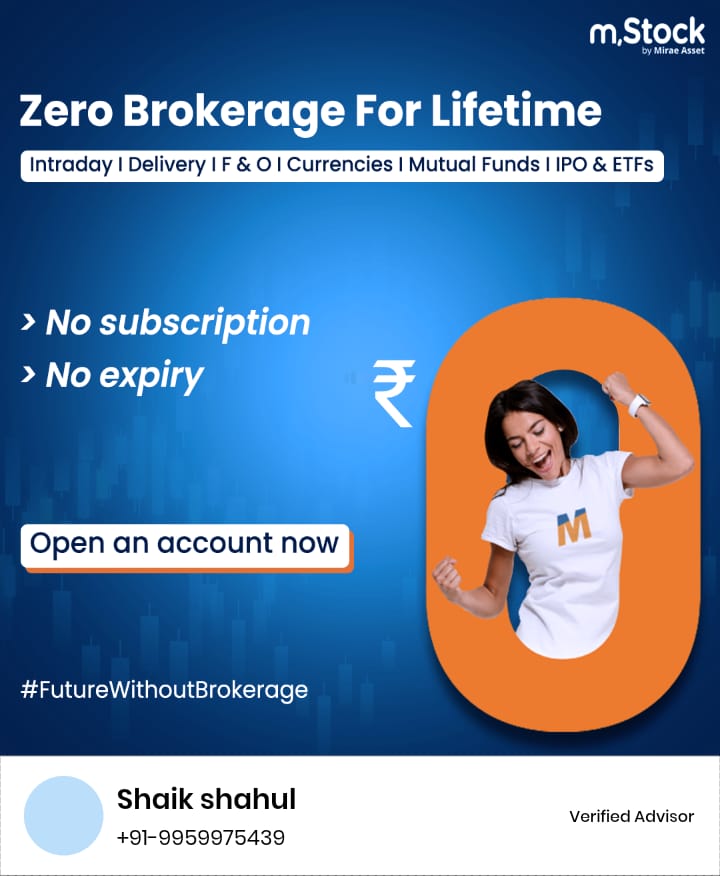 m.Stock
by Mirae Asset
Zero Brokerage For Lifetime
Intraday I Delivery I F & O I Currencies I Mutual Funds I IPO & ETFs
> No subscription
> No expiry
₹
0
M
Open an account now
#FutureWithoutBrokerage
Shaik shahul
+91-9959975439
Verified Advisor